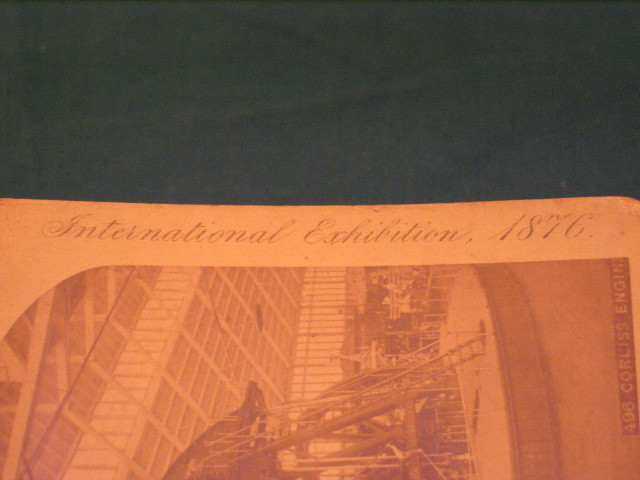 International Exhibition, 1876.
496 CORLISS ENGIN